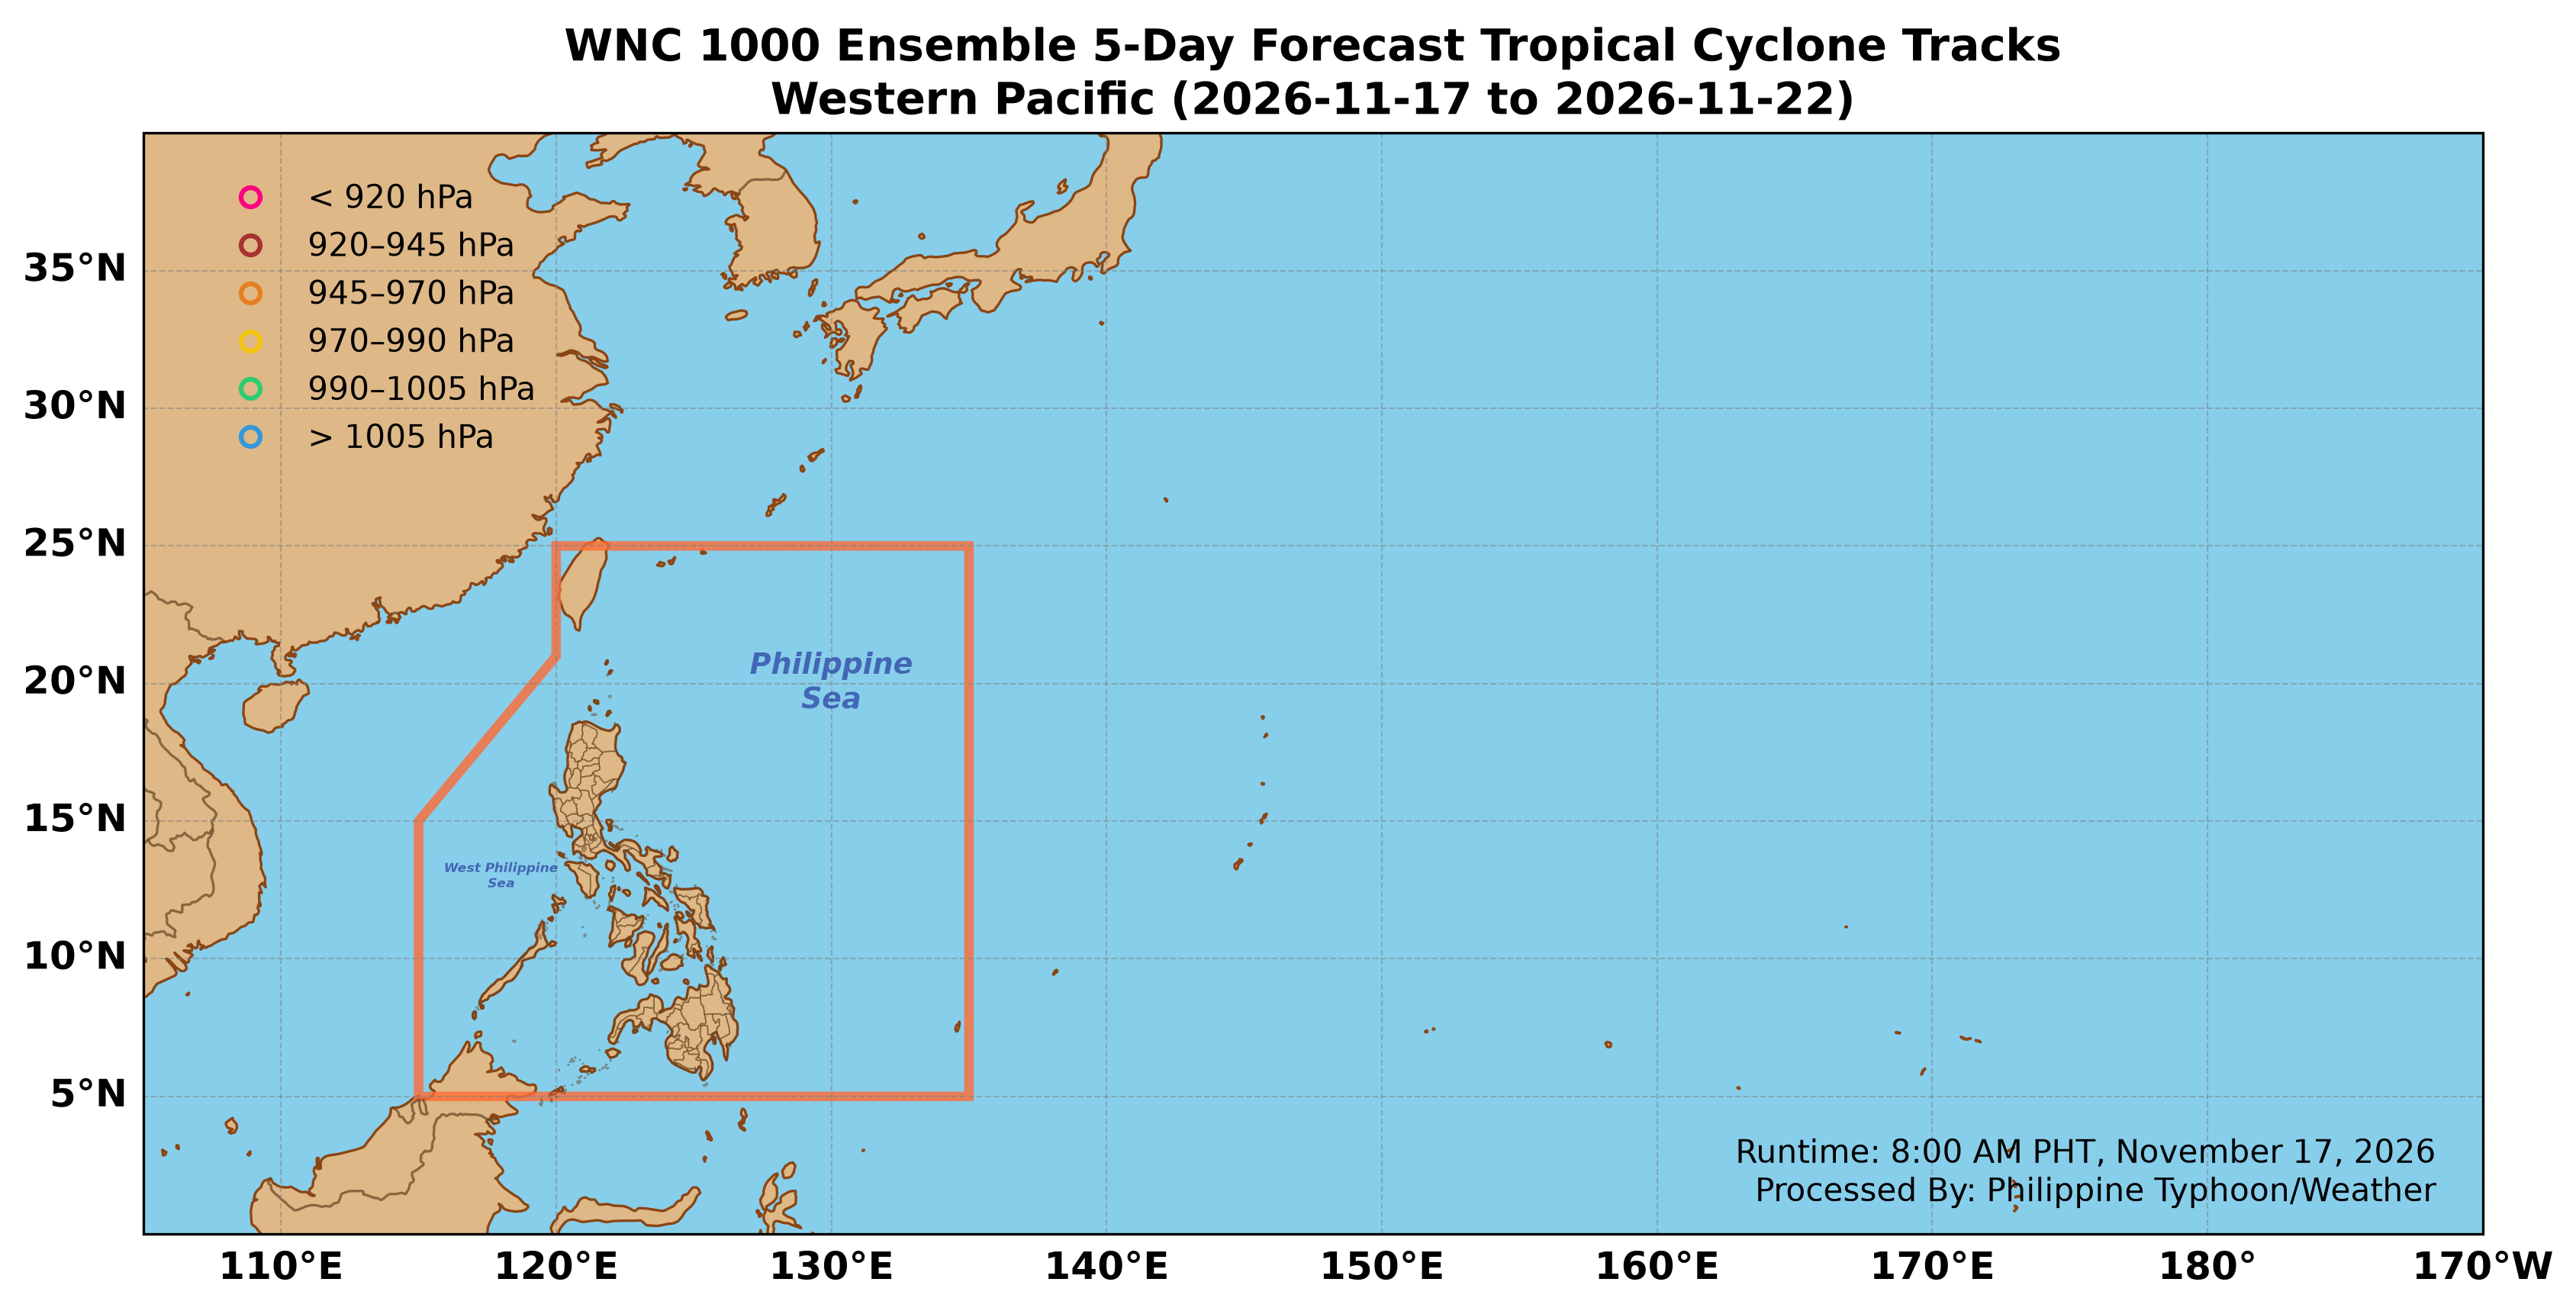 WNC 1000 Ensemble 5-Day Forecast Tropical Cyclone Tracks
Western Pacific (2026-11-17 to 2026-11-22)
< 920 hPa
920–945 hPa
945–970 hPa
970–990 hPa
990–1005 hPa
> 1005 hPa
35°N
30°N
25°N
20°N
15°N
10°N
5°N
Philippine
Sea
West Philippine
Sea
Runtime: 8:00 AM PHT, November 17, 2026
Processed By: Philippine Typhoon/Weather
110°E
120°E
130°E
140°E
150°E
160°E
170°E
180°
170°W